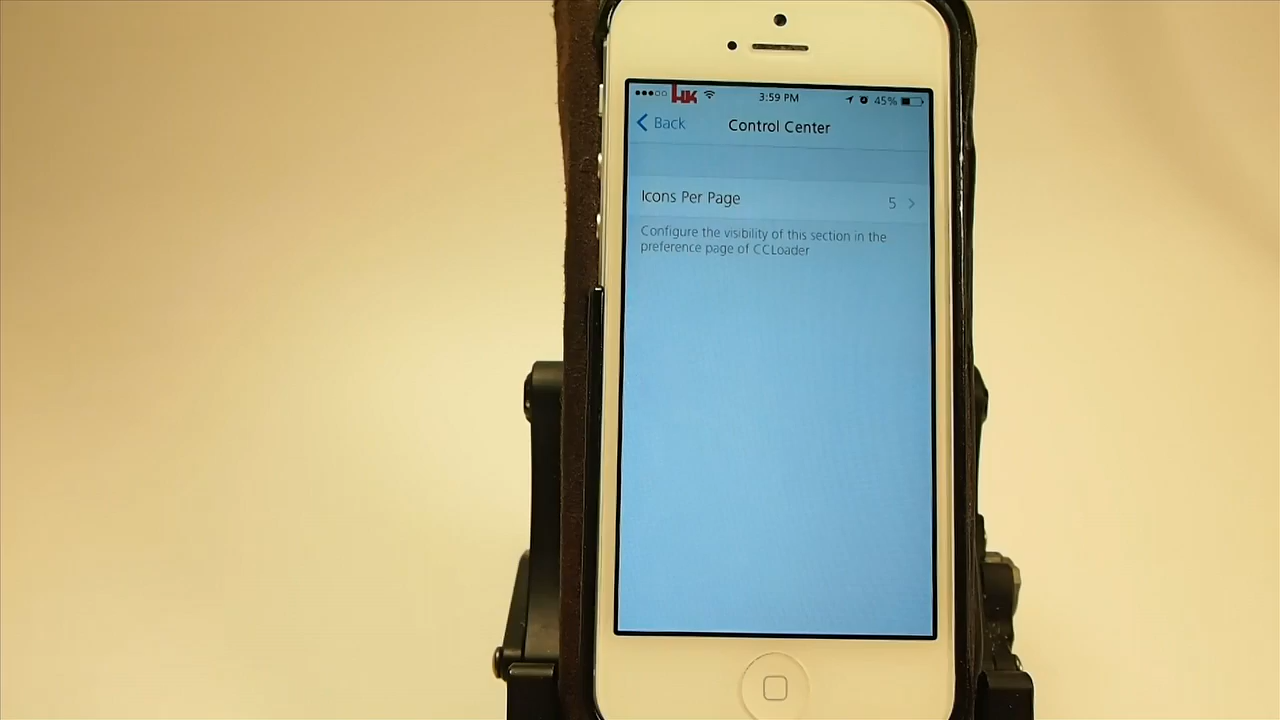 HK 3:59 PM 45%
Back Control Center
Icons Per Page 5
Configure the visibility of this section in the
preference page of CCLoader